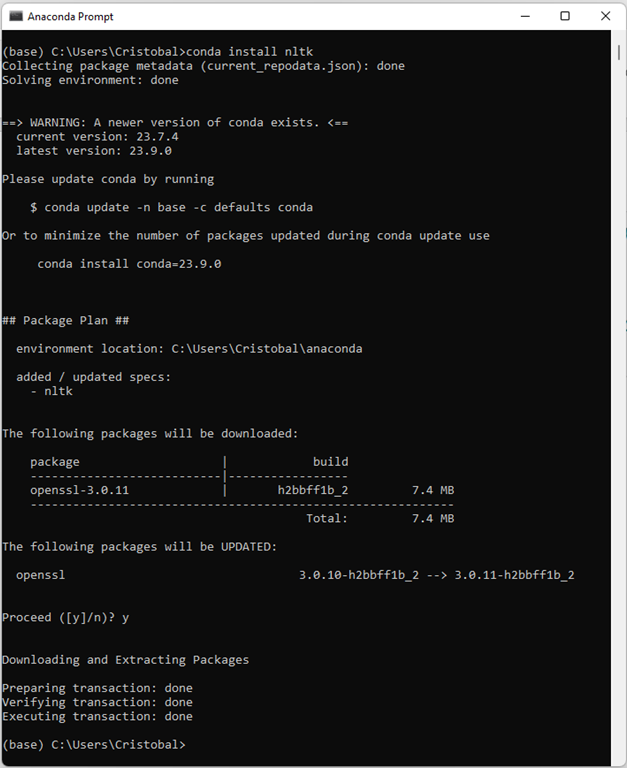 Anaconda Prompt
(base) C:\Users\Cristobal>conda install nltk
Collecting package metadata (current_repodata.json): done
Solving environment: done
==> WARNING: A newer version of conda exists. <==
  current version: 23.7.4
  latest version: 23.9.0
Please update conda by running
    $ conda update -n base -c defaults conda
Or to minimize the number of packages updated during conda update use
     conda install conda=23.9.0
## Package Plan ##
  environment location: C:\Users\Cristobal\anaconda
  added / updated specs:
    - nltk
The following packages will be downloaded:
    package                    |            build
    ---------------------------|-----------------
    openssl-3.0.11             |       h2bbff1b_2         7.4 MB
    ------------------------------------------------------------
                                           Total:         7.4 MB
The following packages will be UPDATED:
  openssl                                 3.0.10-h2bbff1b_2 --> 3.0.11-h2bbff1b_2
Proceed ([y]/n)? y
Downloading and Extracting Packages
Preparing transaction: done
Verifying transaction: done
Executing transaction: done
(base) C:\Users\Cristobal>